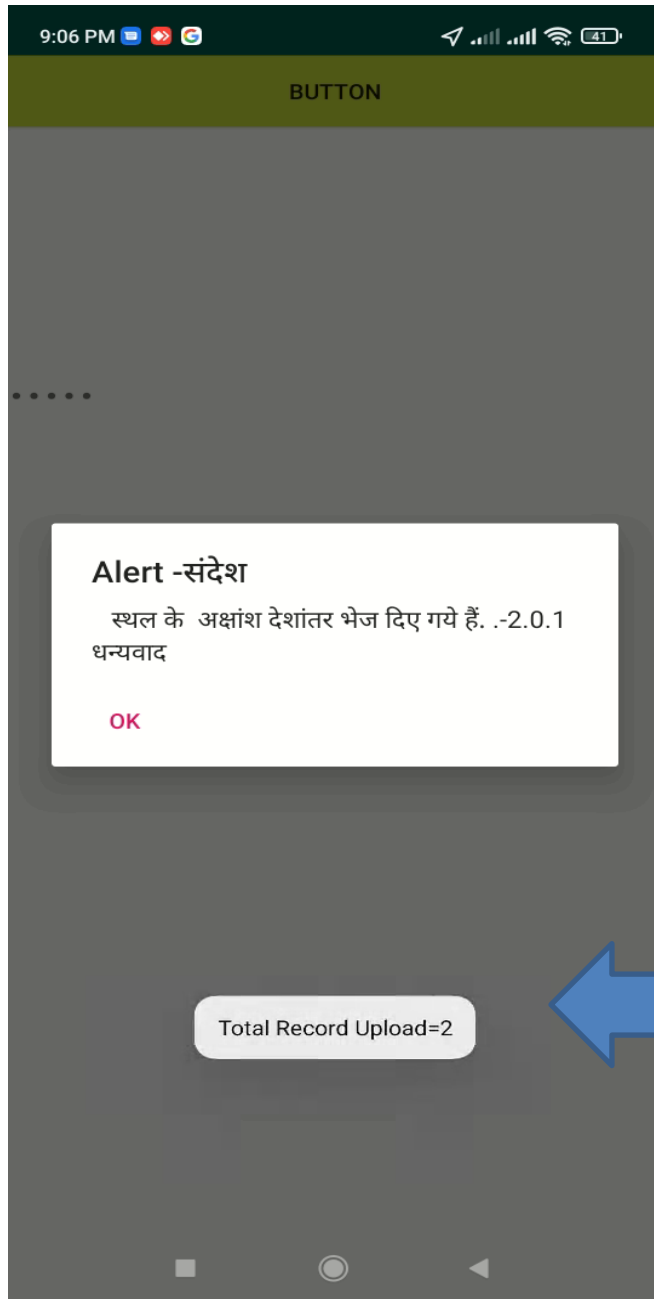 9:06 PM
41
BUTTON
.....
Alert -संदेश
स्थल के अक्षांश देशांतर भेज दिए गये हैं. .-2.0.1
धन्यवाद
OK
Total Record Upload=2